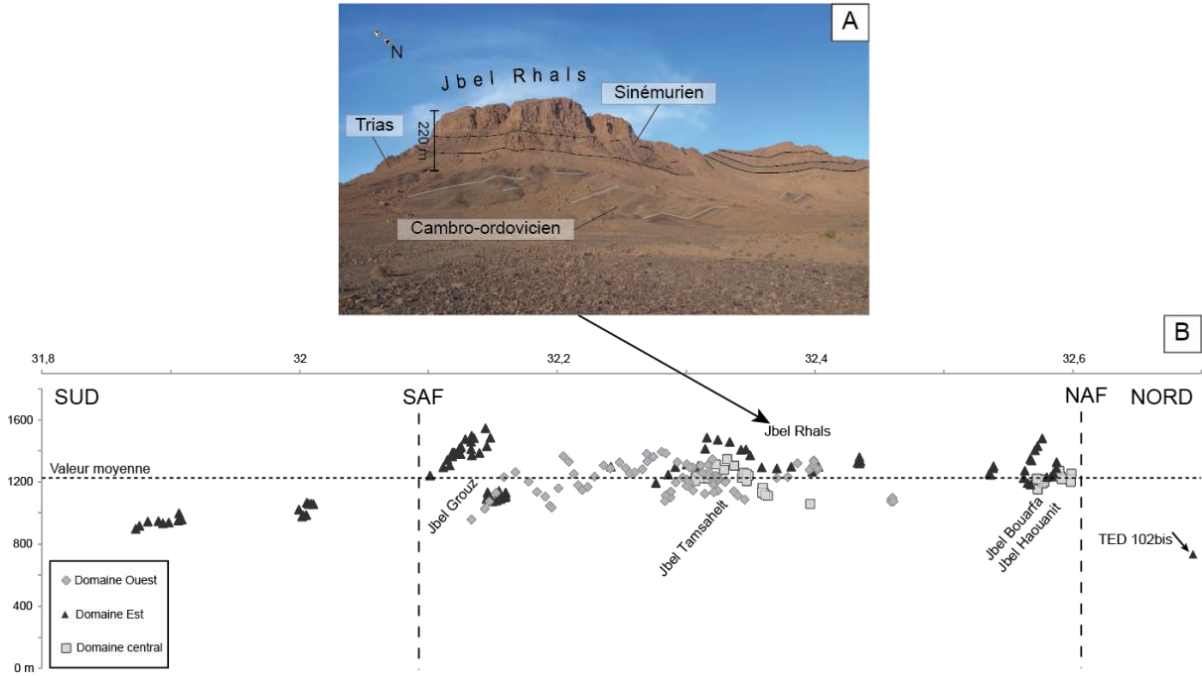 A
N
Jbel Rhals
Sinémurien
Trias
220 m
Cambro-ordovicien
B
31,8 32 32,2 32,4 32,6
SUD SAF NAF NORD
1600
Jbel Rhals
Valeur moyenne
1200
Jbel Grouz
Jbel Tamsahelt
Jbel Bouarfa
Jbel Haouanit
TED 102bis
800
Domaine Ouest
400
Domaine Est
Domaine central
0 m